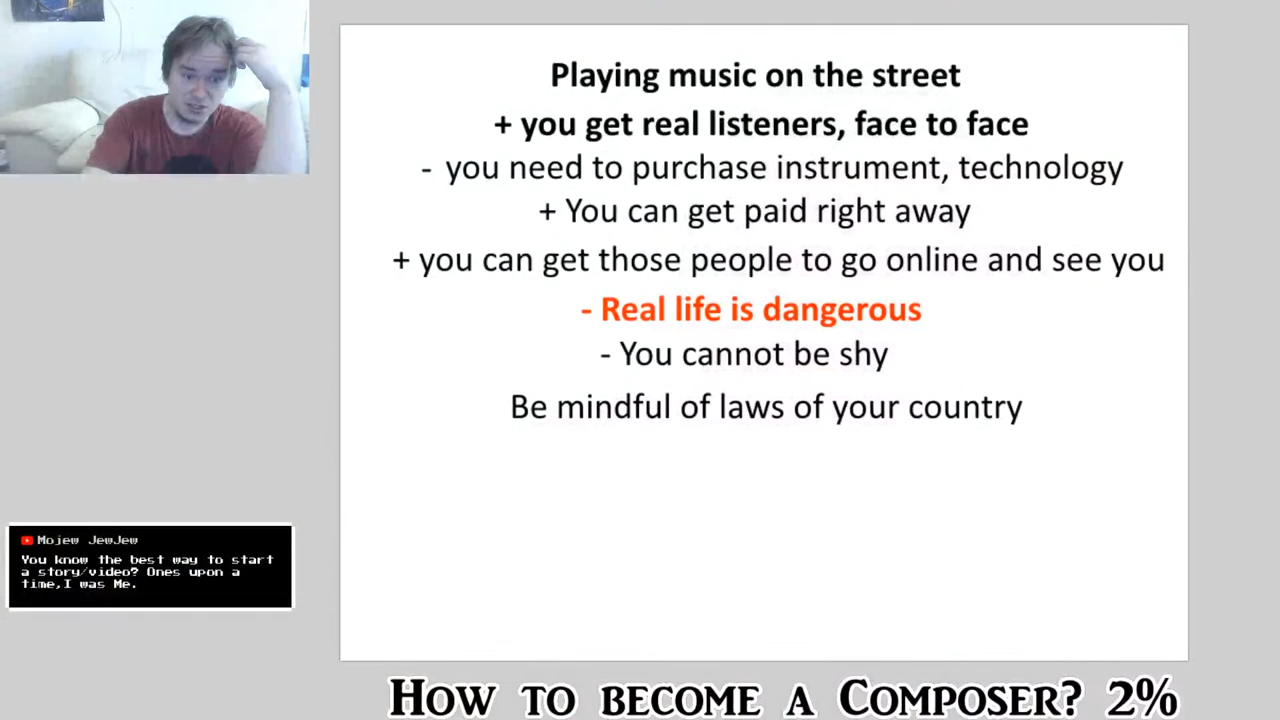 Playing music on the street
+ you get real listeners, face to face
- you need to purchase instrument, technology
+ You can get paid right away
+ you can get those people to go online and see you
- Real life is dangerous
- You cannot be shy
Be mindful of laws of your country
Mojew JewJew
You know the best way to start
a story/video? Ones upon a
time,I was Me.
How to become a Composer? 2%